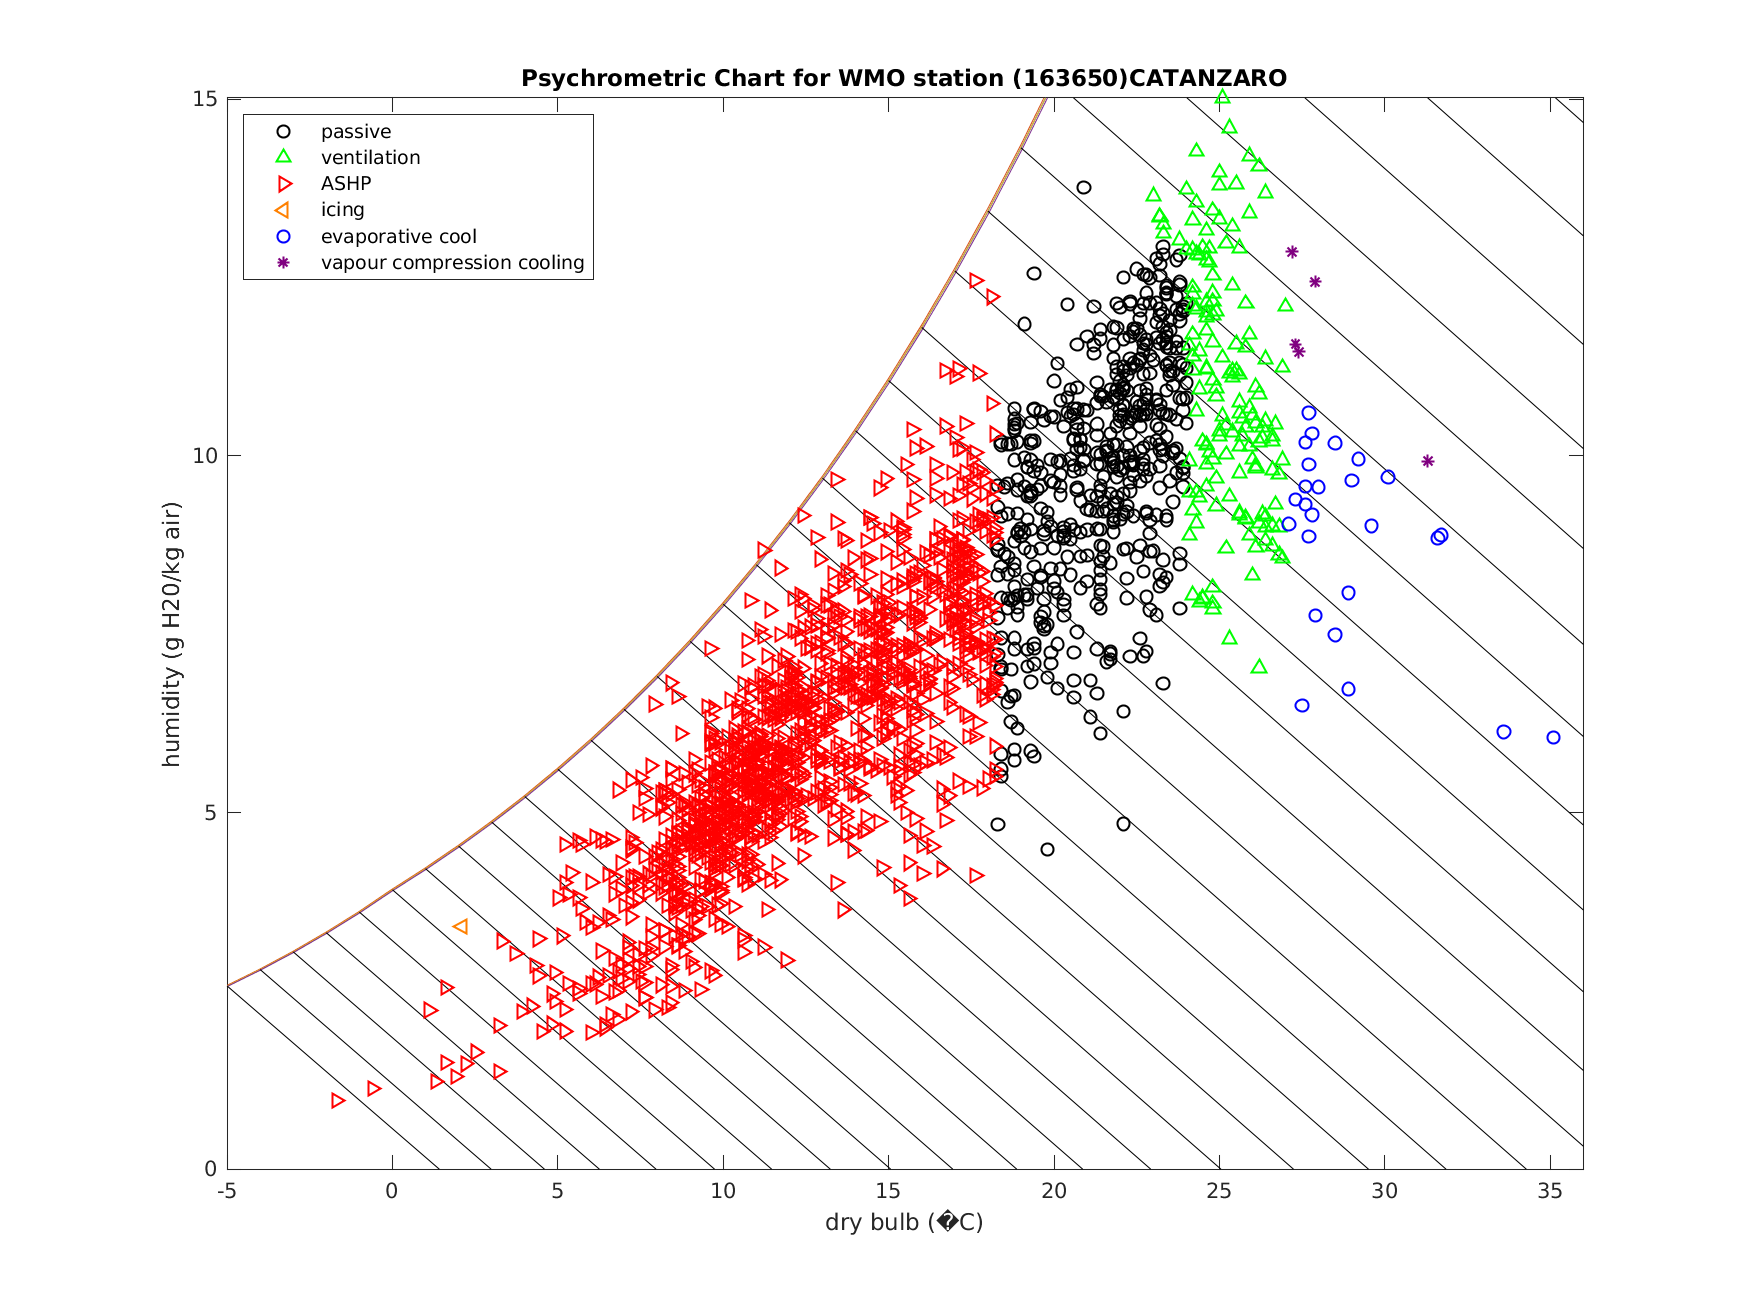 Psychrometric Chart for WMO station (163650)CATANZARO
passive
ventilation
ASHP
icing
evaporative cool
vapour compression cooling
humidity (g H20/kg air)
15
10
5
0
-5 0 5 10 15 20 25 30 35
dry bulb (�C)